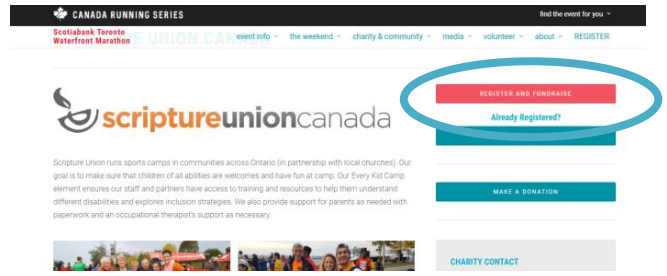 CANADA RUNNING SERIES
find the event for you
Scotiabank Toronto
Waterfront Marathon
UNION CAN
event info
the weekend
charity & community
media
volunteer
about
REGISTER
scriptureunioncanada
REGISTER AND FUNDRAISE
Already Registered?
Scripture Union runs sports camps in communities across Ontario (in partnership with local churches). Our
goal is to make sure that children of all abilities are welcomes and have fun at camp. Our Every Kid Camp
element ensures our staff and partners have access to training and resources to help them understand
different disabilities and explores inclusion strategies. We also provide support for parents as needed with
paperwork and an occupational therapist's support as necessary.
MAKE A DONATION
CHARITY CONTACT